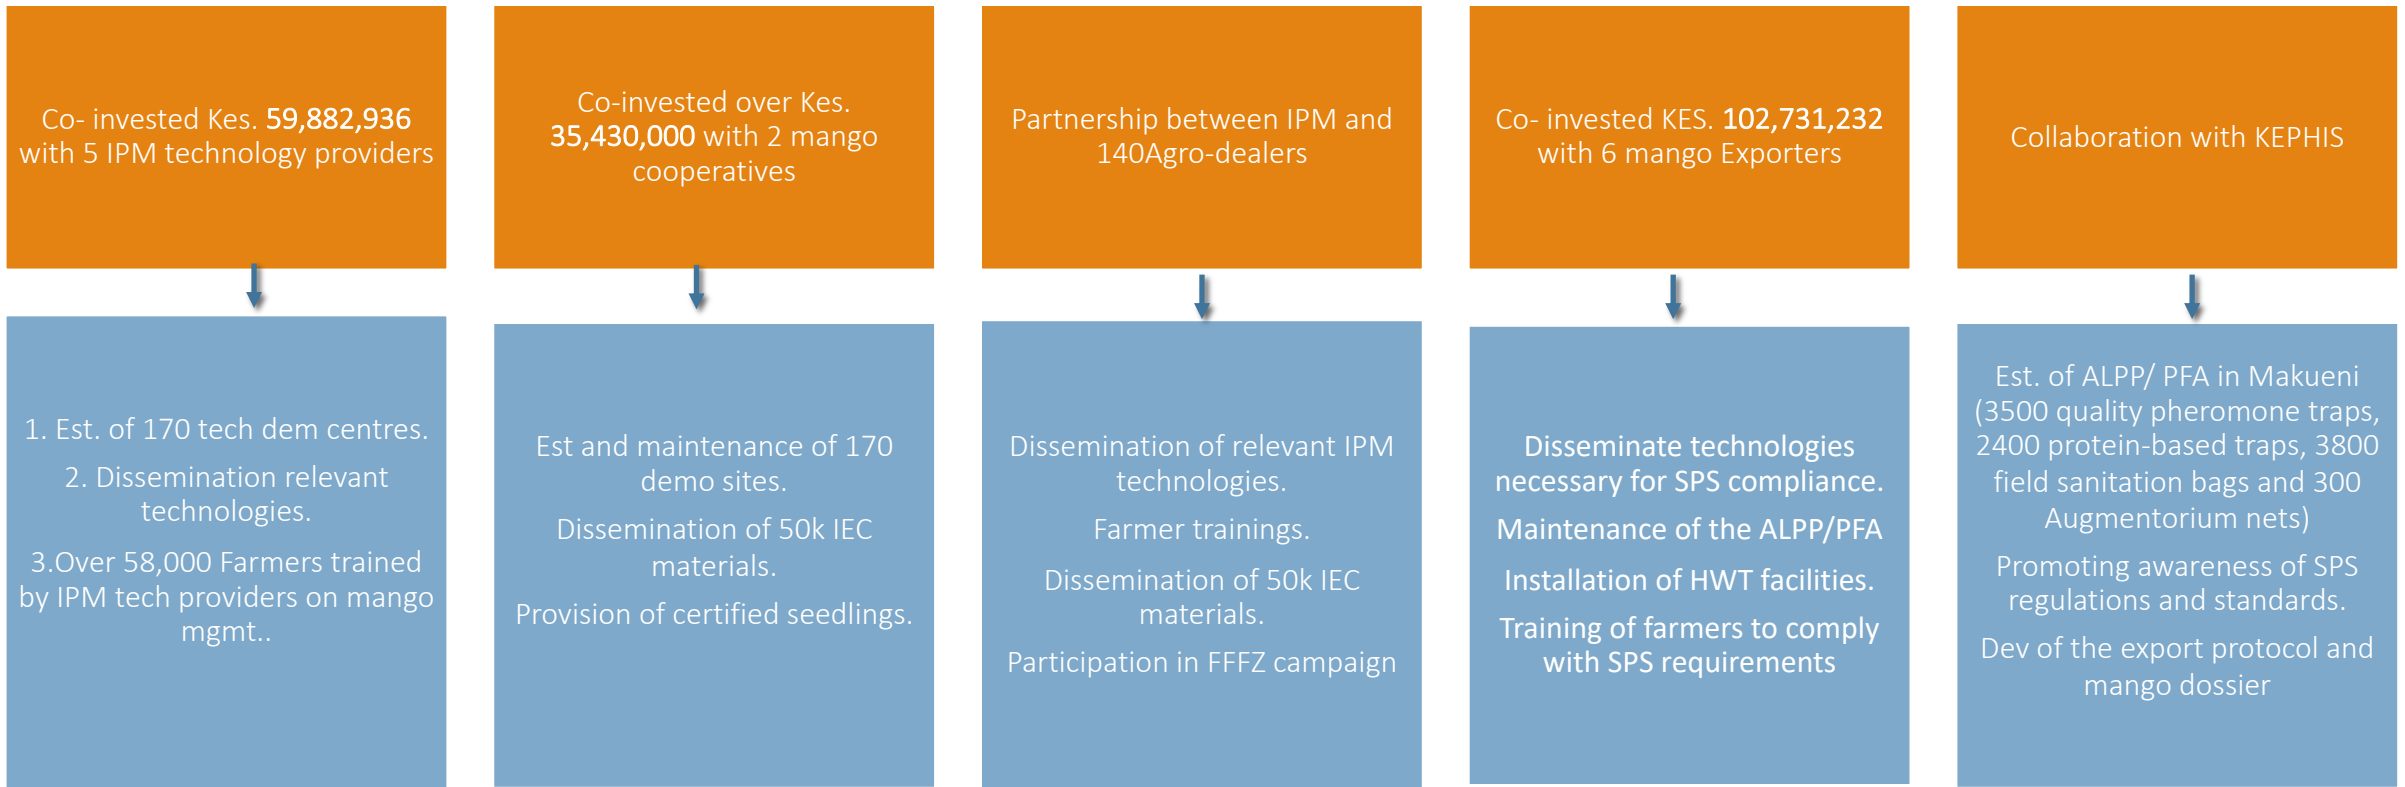 Co- invested Kes. 59,882,936
with 5 IPM technology providers
Co-invested over Kes.
35,430,000 with 2 mango
cooperatives
Partnership between IPM and
140Agro-dealers
Co- invested KES. 102,731,232
with 6 mango Exporters
Collaboration with KEPHIS
1. Est. of 170 tech dem centres.
2. Dissemination relevant
technologies.
3.Over 58,000 Farmers trained
by IPM tech providers on mango
mgmt..
Est and maintenance of 170
demo sites.
Dissemination of 50k IEC
materials.
Provision of certified seedlings.
Dissemination of relevant IPM
technologies.
Farmer trainings.
Dissemination of 50k IEC
materials.
Participation in FFFZ campaign
Disseminate technologies
necessary for SPS compliance.
Maintenance of the ALPP/PFA
Installation of HWT facilities.
Training of farmers to comply
with SPS requirements
Est. of ALPP/ PFA in Makueni
(3500 quality pheromone traps,
2400 protein-based traps, 3800
field sanitation bags and 300
Augmentorium nets)
Promoting awareness of SPS
regulations and standards.
Dev of the export protocol and
mango dossier